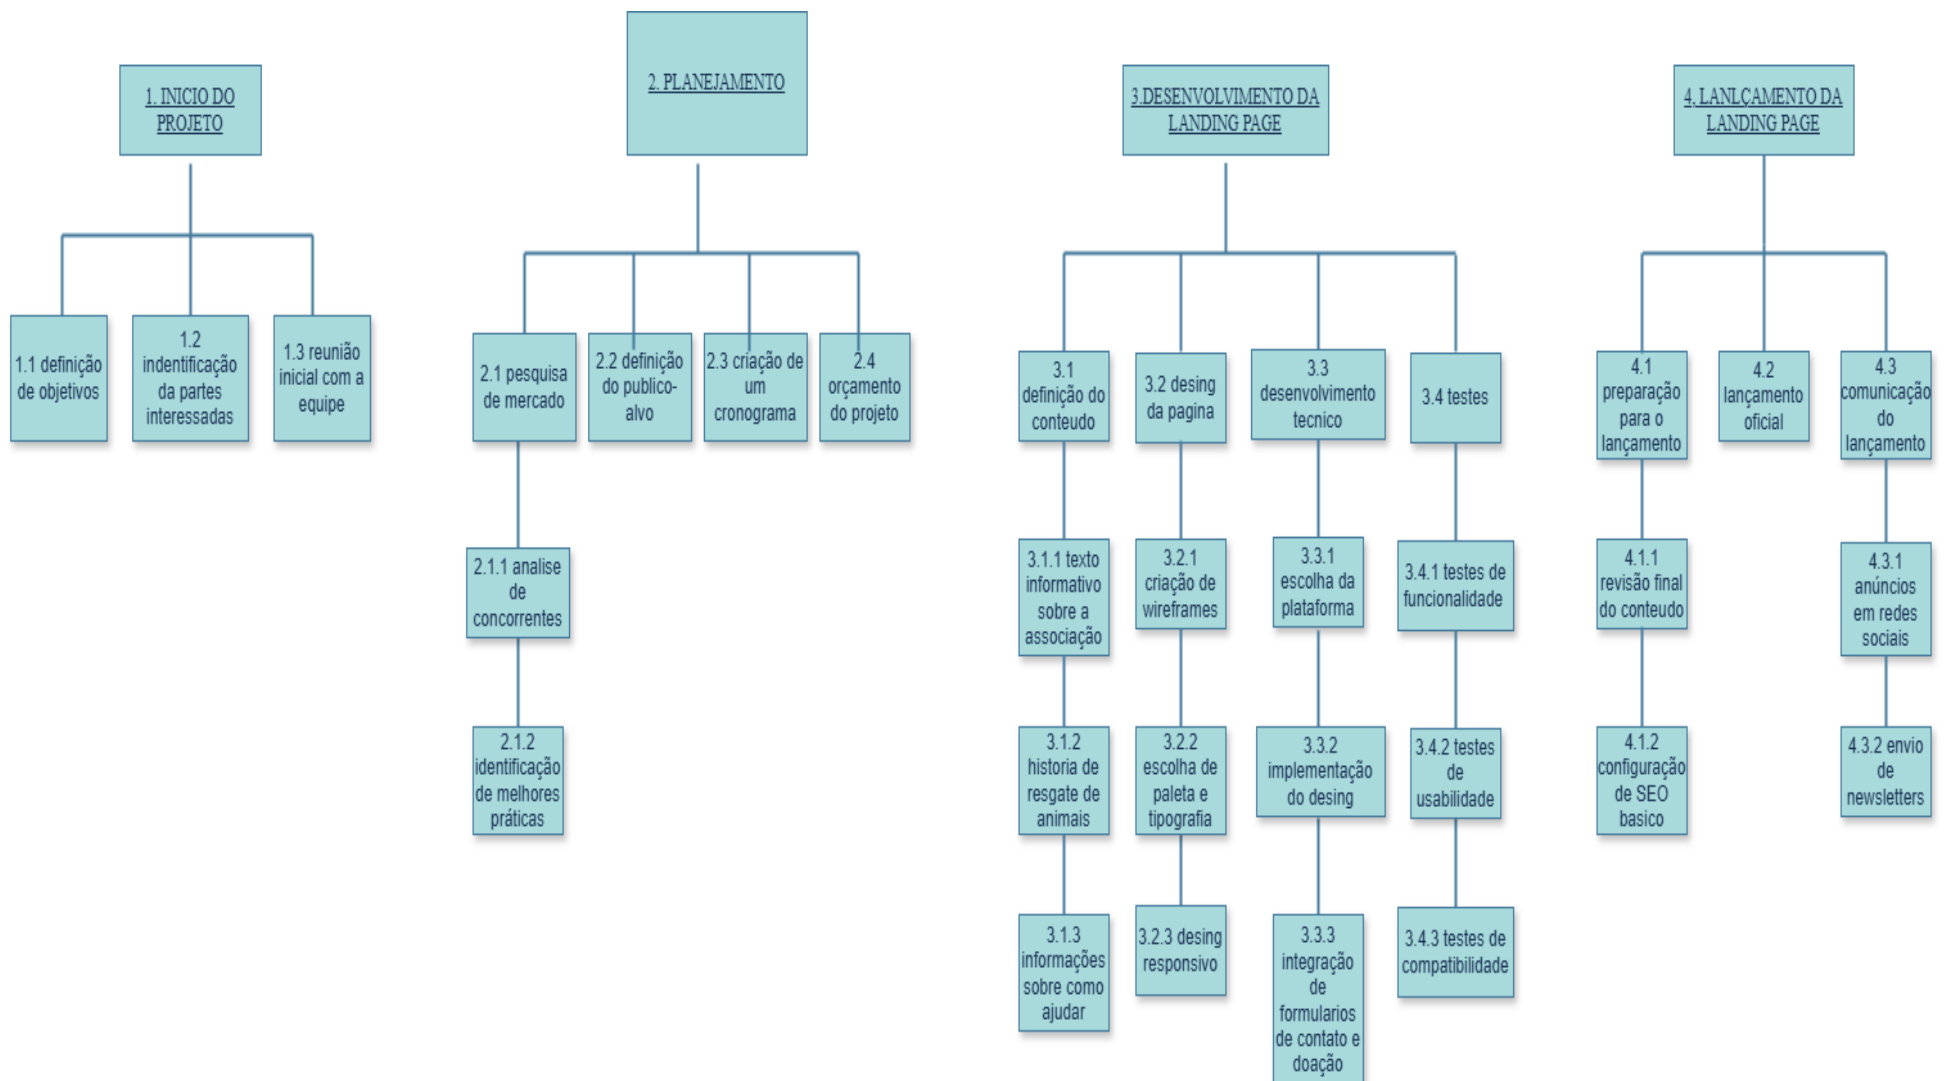 1. INICIO DO
PROJETO
1.1 definição
de objetivos
1.2
indentificação
da partes
interessadas
1.3 reunião
inicial com a
equipe
2. PLANEJAMENTO
2.1 pesquisa
de mercado
2.1.1 analise
de
concorrentes
2.1.2
identificação
de melhores
práticas
2.2 definição
do publico-
alvo
2.3 criação de
um
cronograma
2.4
orçamento
do projeto
3.DESENVOLVIMENTO DA
LANDING PAGE
3.1
definição do
conteudo
3.1.1 texto
informativo
sobre a
associação
3.1.2
historia de
resgate de
animais
3.1.3
informações
sobre como
ajudar
3.2 desing
da pagina
3.2.1
criação de
wireframes
3.2.2
escolha de
paleta e
tipografia
3.2.3 desing
responsivo
3.3
desenvolvimento
tecnico
3.3.1
escolha da
plataforma
3.3.2
implementação
do desing
3.3.3
integração
de
formularios
de contato e
doação
3.4 testes
3.4.1 testes de
funcionalidade
3.4.2 testes
de
usabilidade
3.4.3 testes de
compatibilidade
4, LANLÇAMENTO DA
LANDING PAGE
4.1
preparação
para o
lançamento
4.1.1
revisão final
do conteudo
4.1.2
configuração
de SEO
basico
4.2
lançamento
oficial
4.3
comunicação
do
lançamento
4.3.1
anúncios
em redes
sociais
4.3.2 envio
de
newsletters